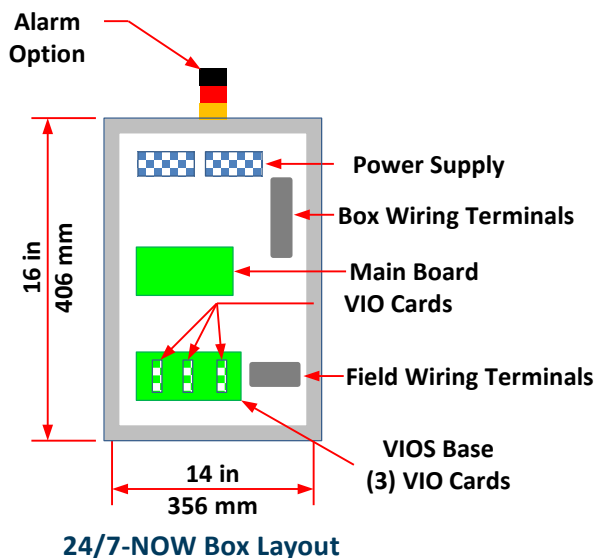 Alarm
Option
Power Supply
Box Wiring Terminals
16 in
406 mm
Main Board
VIO Cards
Field Wiring Terminals
VIOS Base
(3) VIO Cards
14 in
356 mm
24/7-NOW Box Layout